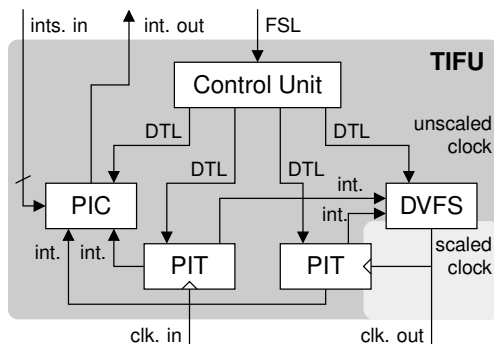 ints. in
int. out
FSL
TIFU
Control Unit
DTL
DTL
unscaled
clock
DTL
DTL
int.
PIC
DVFS
int.
int.
int.
PIT
PIT
scaled
clock
clk. in
clk. out